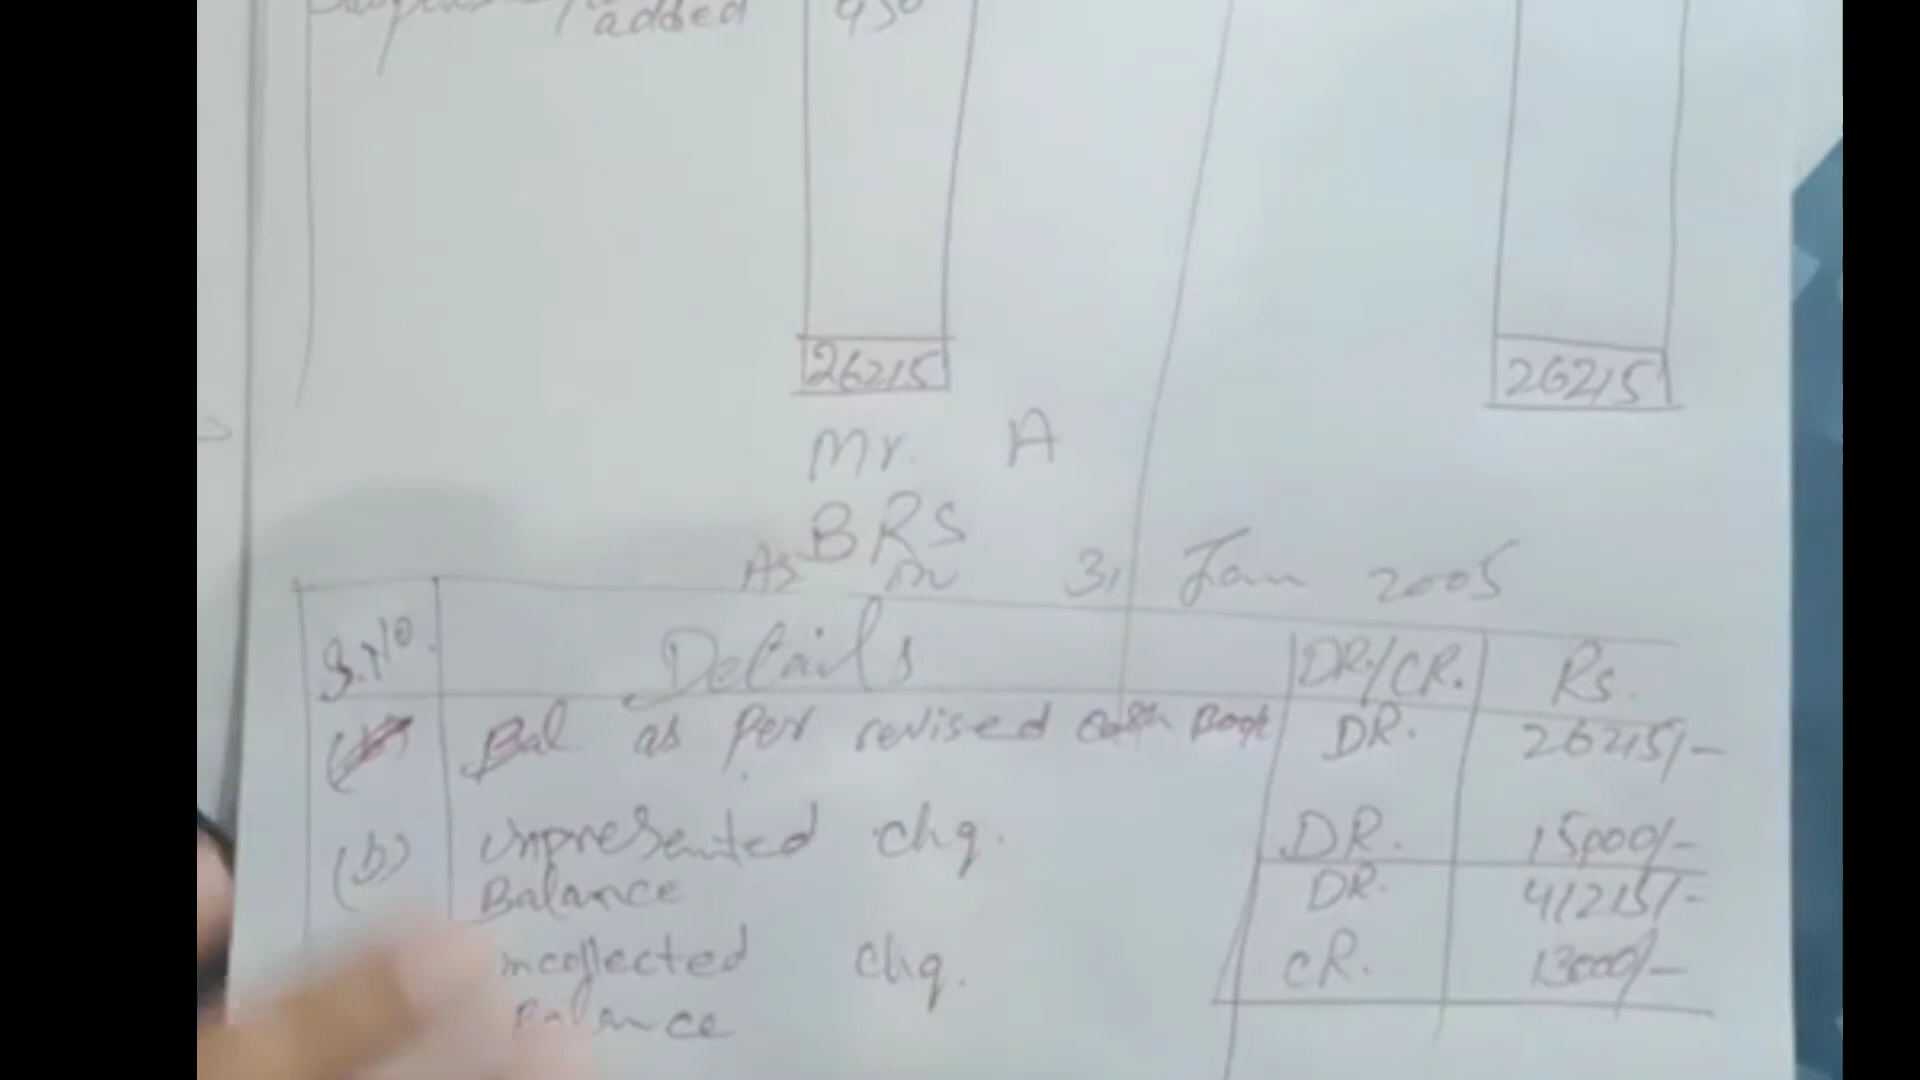 added 950
26215 26215
Mr. A
BRS
As on 31 Jan 2005
S.No. Details DR./CR. Rs.
Bal. as Per revised Cash Book DR. 26215/-
(b) Unpresented chq. DR. 15000/-
Balance DR. 41215/-
uncollected chq. CR. 13000/-
Balance